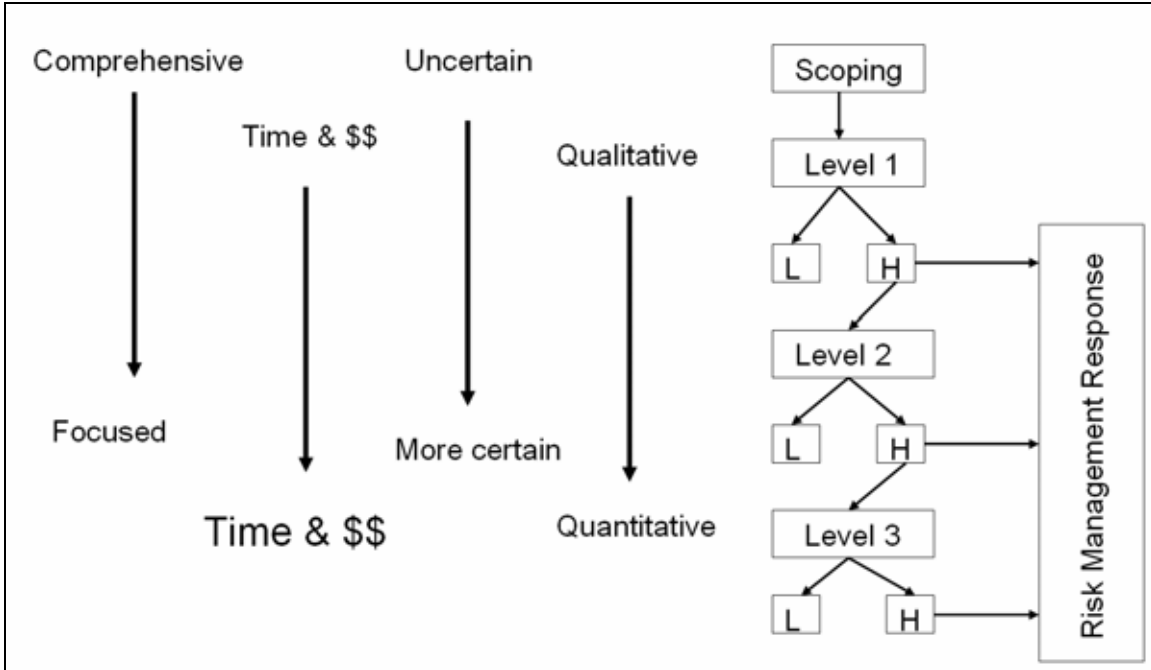 Comprehensive
Uncertain
Scoping
Time & $$
Qualitative
Level 1
L
H
Level 2
Focused
More certain
L
H
Time & $$
Quantitative
Level 3
L
H
Risk Management Response